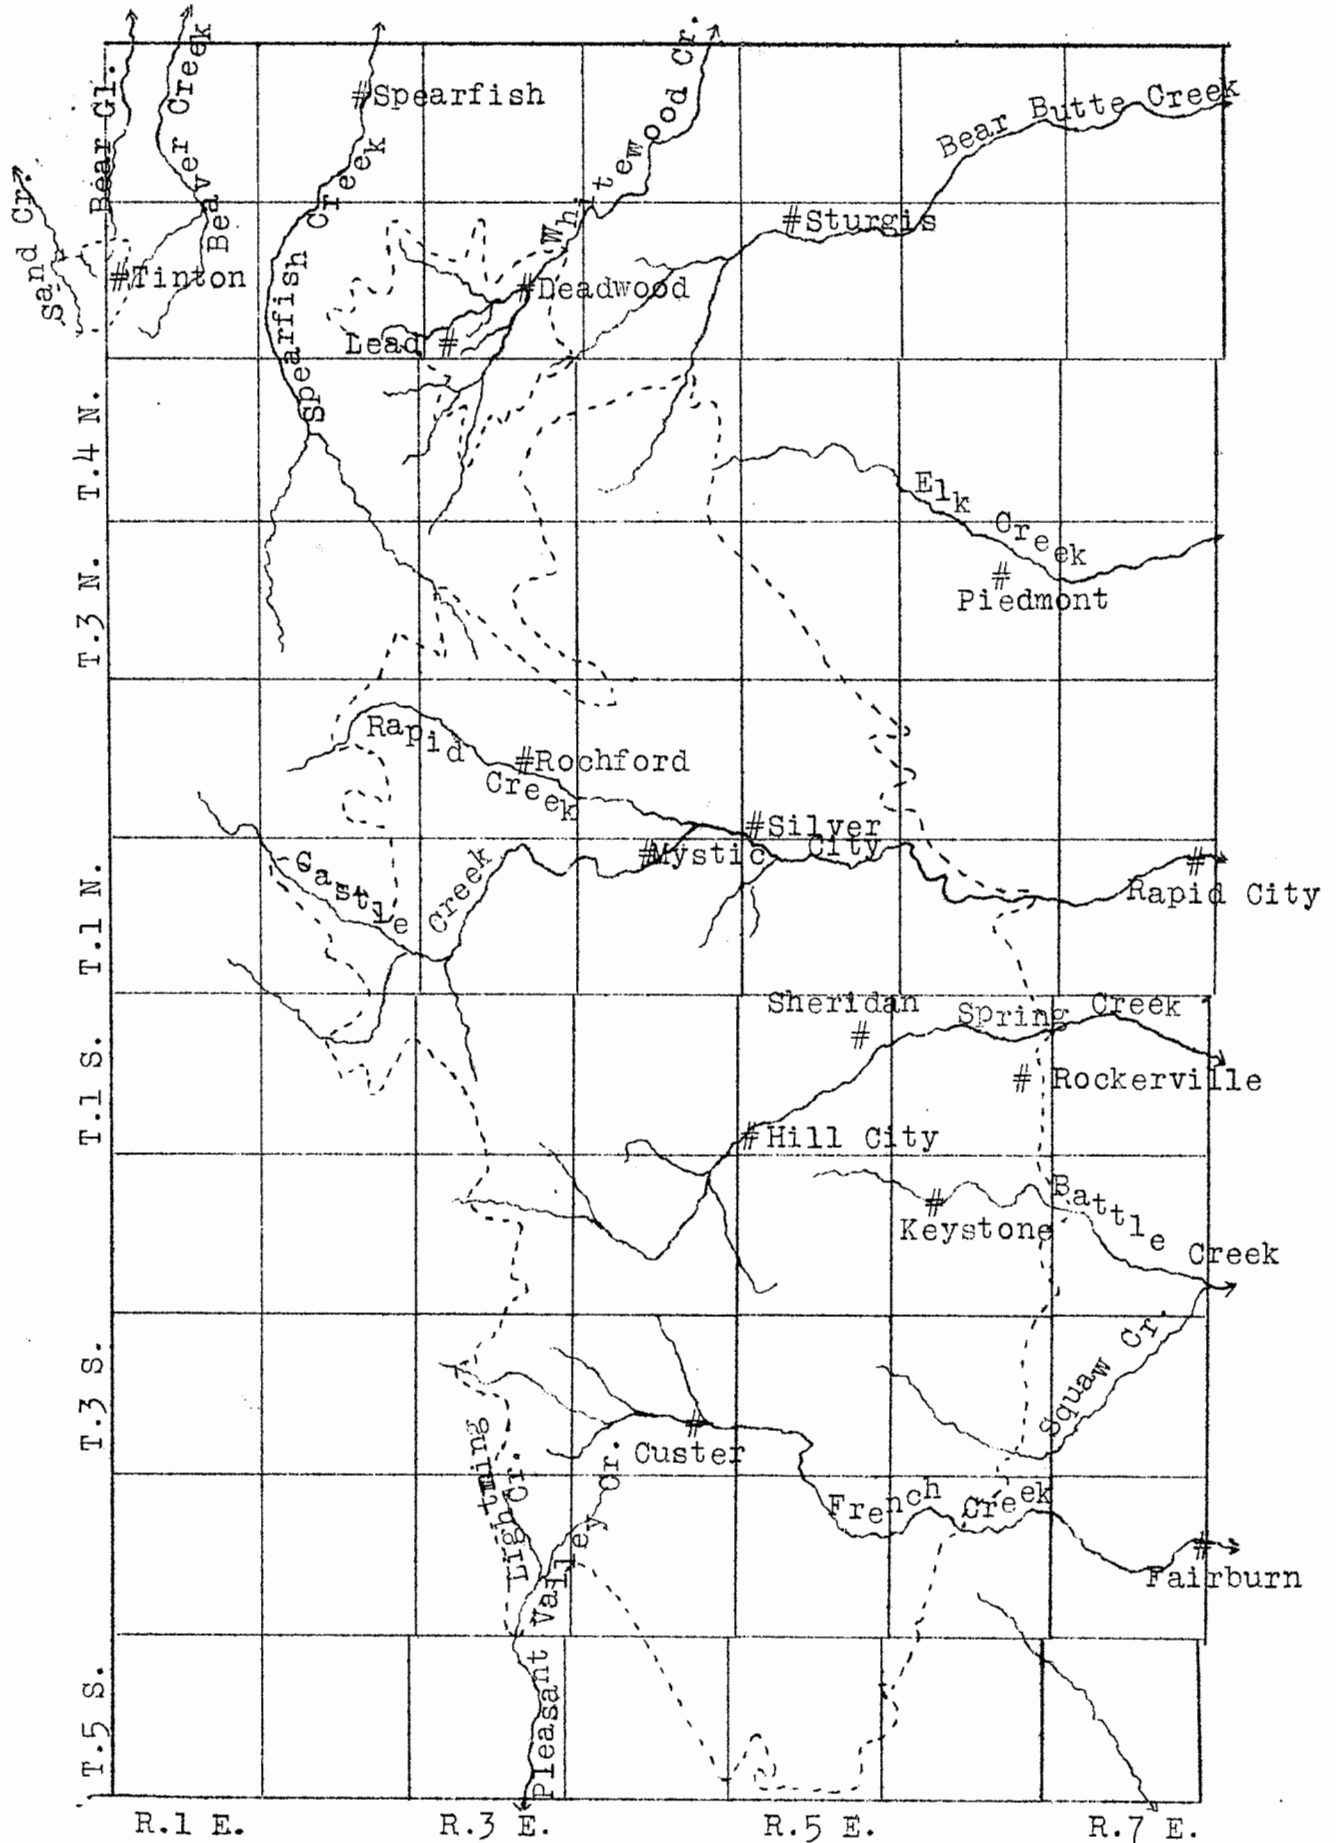 Bear Gl.
Beaver Creek
#Spearfish
Whitewood Cr.
Bear Butte Creek
Sand Cr.
#Tinton
Spearfish Creek
#Sturgis
#Deadwood
Lead #
T.4 N.
Elk Creek
T.3 N.
#
Piedmont
Rapid Creek
#Rochford
#Silver City
#Mystic
T.1 N.
Castle Creek
#
Rapid City
Sheridan
#
Spring Creek
T.1 S.
# Rockerville
#Hill City
#
Keystone
Battle Creek
T.3 S.
Squaw Cr.
#
Custer
Lightming Cr.
French Creek
#
Fairburn
Pleasant Valley Cr.
T.5 S.
R.1 E.
R.3 E.
R.5 E.
R.7 E.